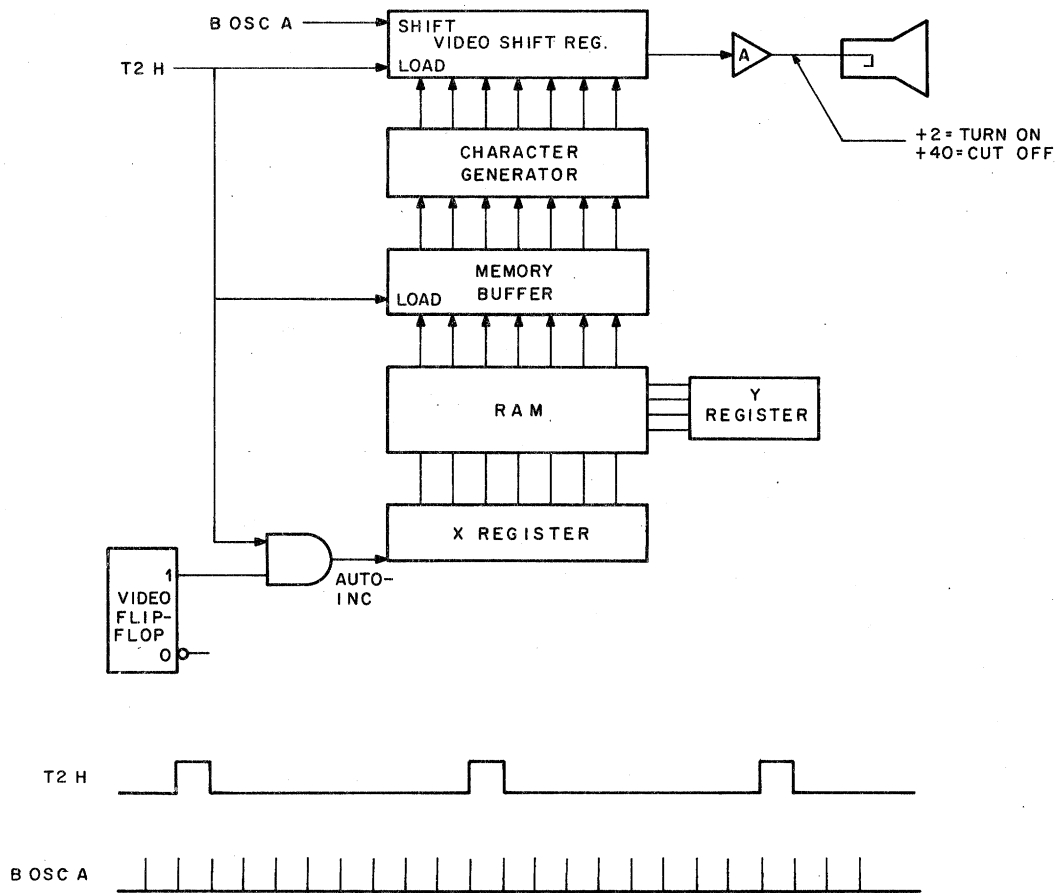 B OSC A
SHIFT
VIDEO SHIFT REG.
T2 H
LOAD
A
+2=TURN ON
+40=CUT OFF
CHARACTER
GENERATOR
MEMORY
BUFFER
LOAD
RAM
Y
REGISTER
X REGISTER
AUTO-
INC
1
VIDEO
FLIP-
FLOP
0
T2 H
B OSC A